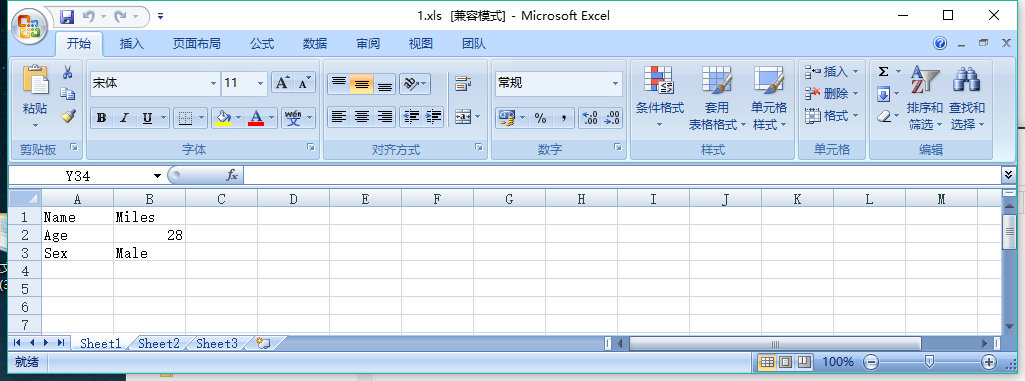 1.xls [兼容模式] - Microsoft Excel
开始 插入 页面布局 公式 数据 审阅 视图 团队
宋体 11 常规 插入 Σ
粘贴 条件格式 套用 单元格 删除 排序和 查找和
B I U A wén % , 表格格式 样式 格式 筛选 选择
剪贴板 字体 对齐方式 数字 样式 单元格 编辑
Y34 fx
A B C D E F G H I J K L M
1 Name Miles
2 Age 28
3 Sex Male
4
5
6
7
Sheet1 Sheet2 Sheet3
就绪 100%